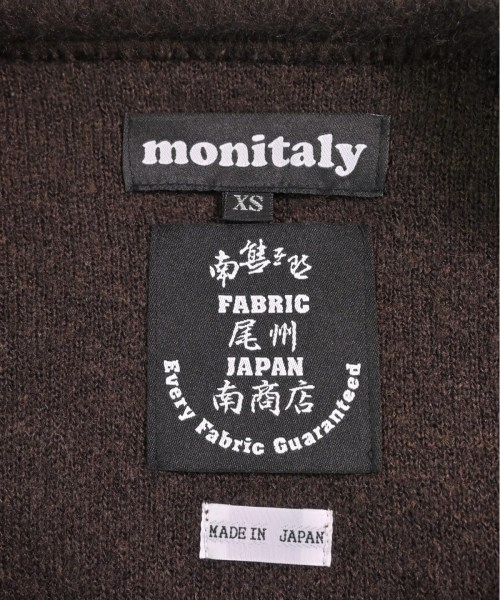 monitaly
XS
FABRIC
尾州
JAPAN
南商店
Every Fabric Guaranteed
MADE IN JAPAN